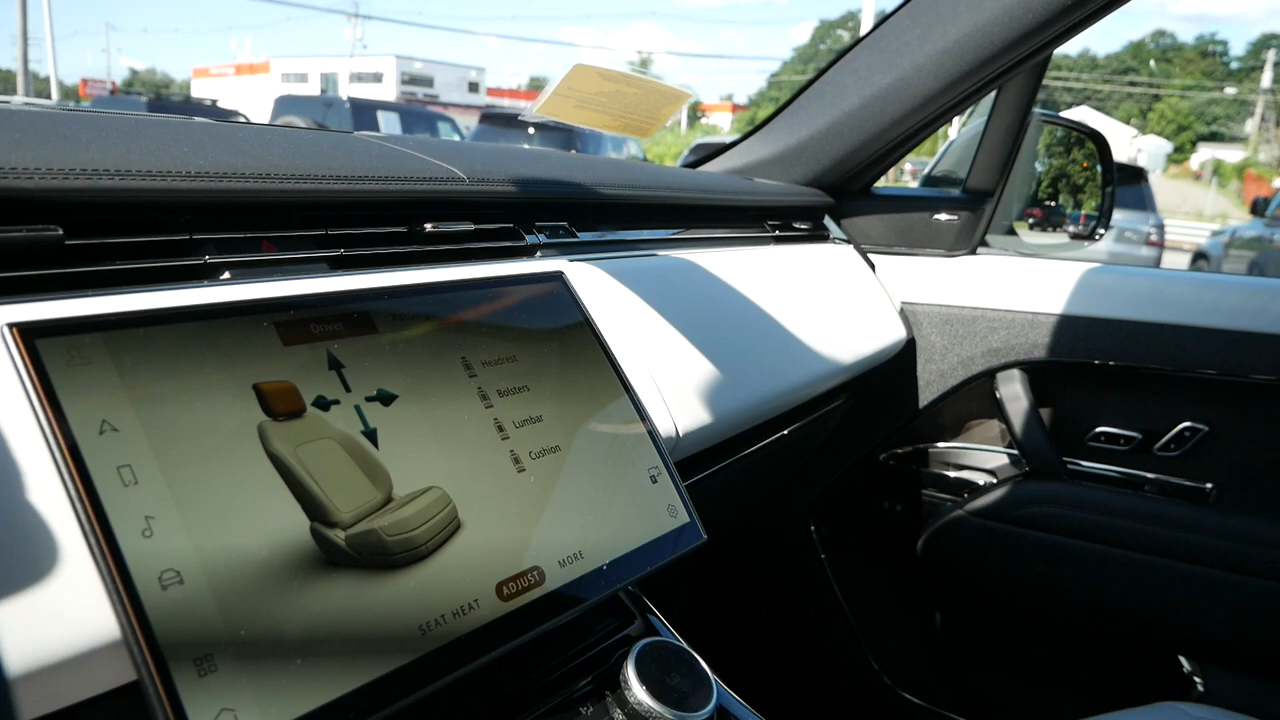 Driver
Headrest
Bolsters
Lumbar
Cushion
SEAT HEAT
ADJUST
MORE